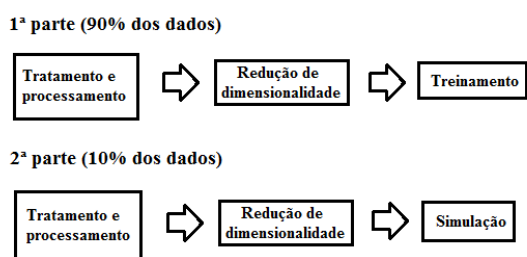 1ª parte (90% dos dados)
Tratamento e
processamento
Redução de
dimensionalidade
Treinamento
2ª parte (10% dos dados)
Tratamento e
processamento
Redução de
dimensionalidade
Simulação